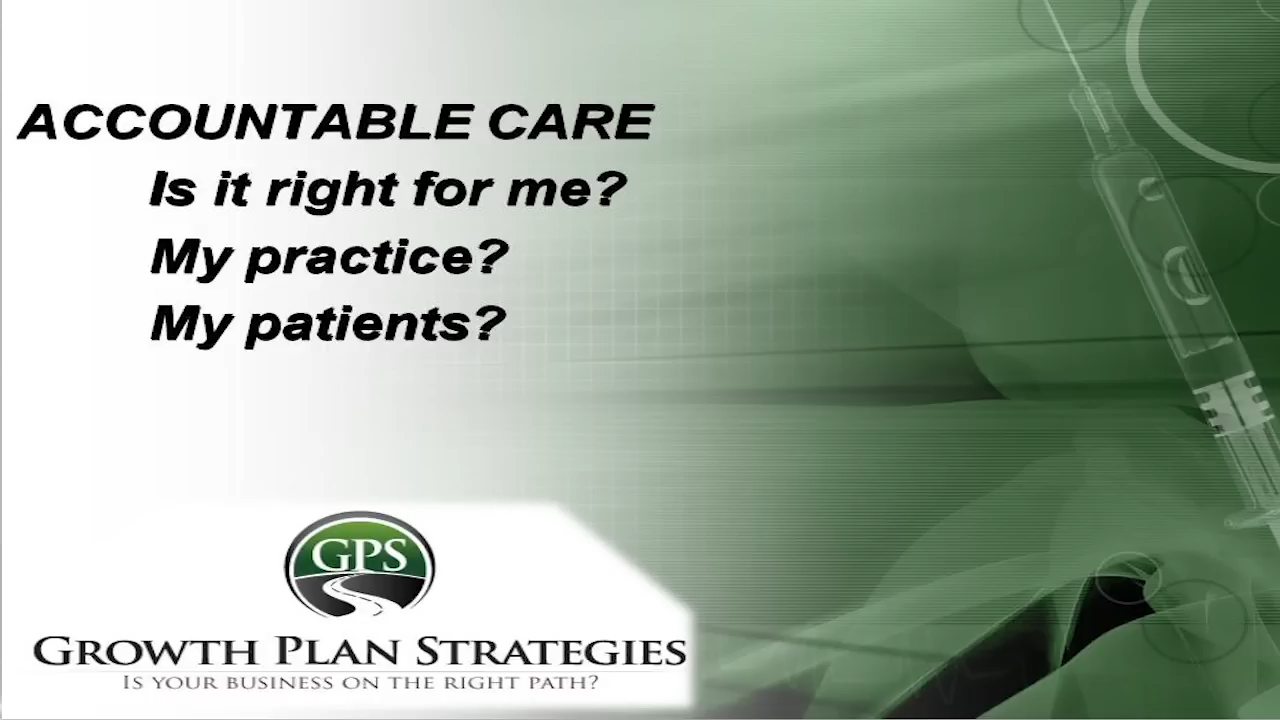 ACCOUNTABLE CARE
Is it right for me?
My practice?
My patients?
GPS
GROWTH PLAN STRATEGIES
IS YOUR BUSINESS ON THE RIGHT PATH?